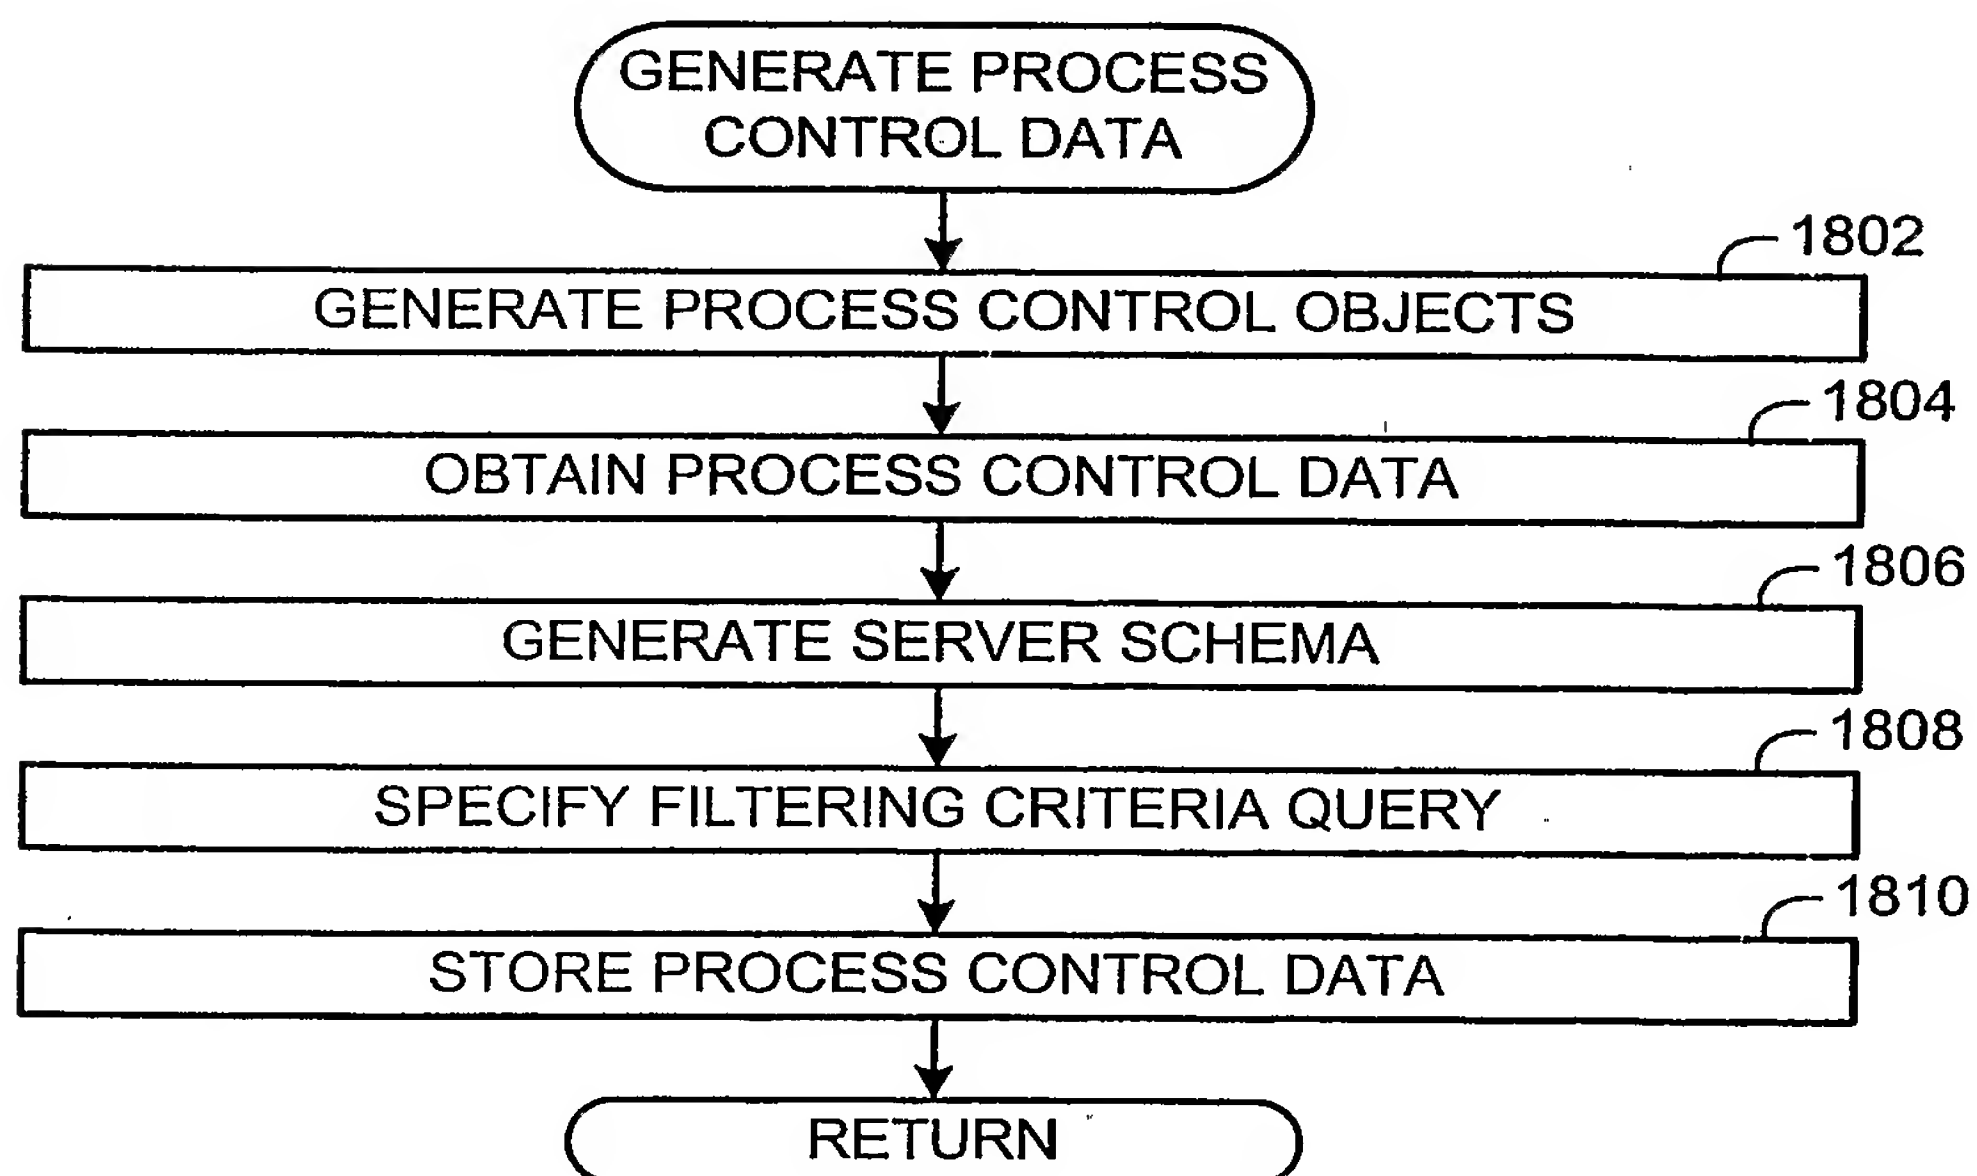 GENERATE PROCESS
CONTROL DATA
1802
GENERATE PROCESS CONTROL OBJECTS
1804
OBTAIN PROCESS CONTROL DATA
1806
GENERATE SERVER SCHEMA
1808
SPECIFY FILTERING CRITERIA QUERY
1810
STORE PROCESS CONTROL DATA
RETURN